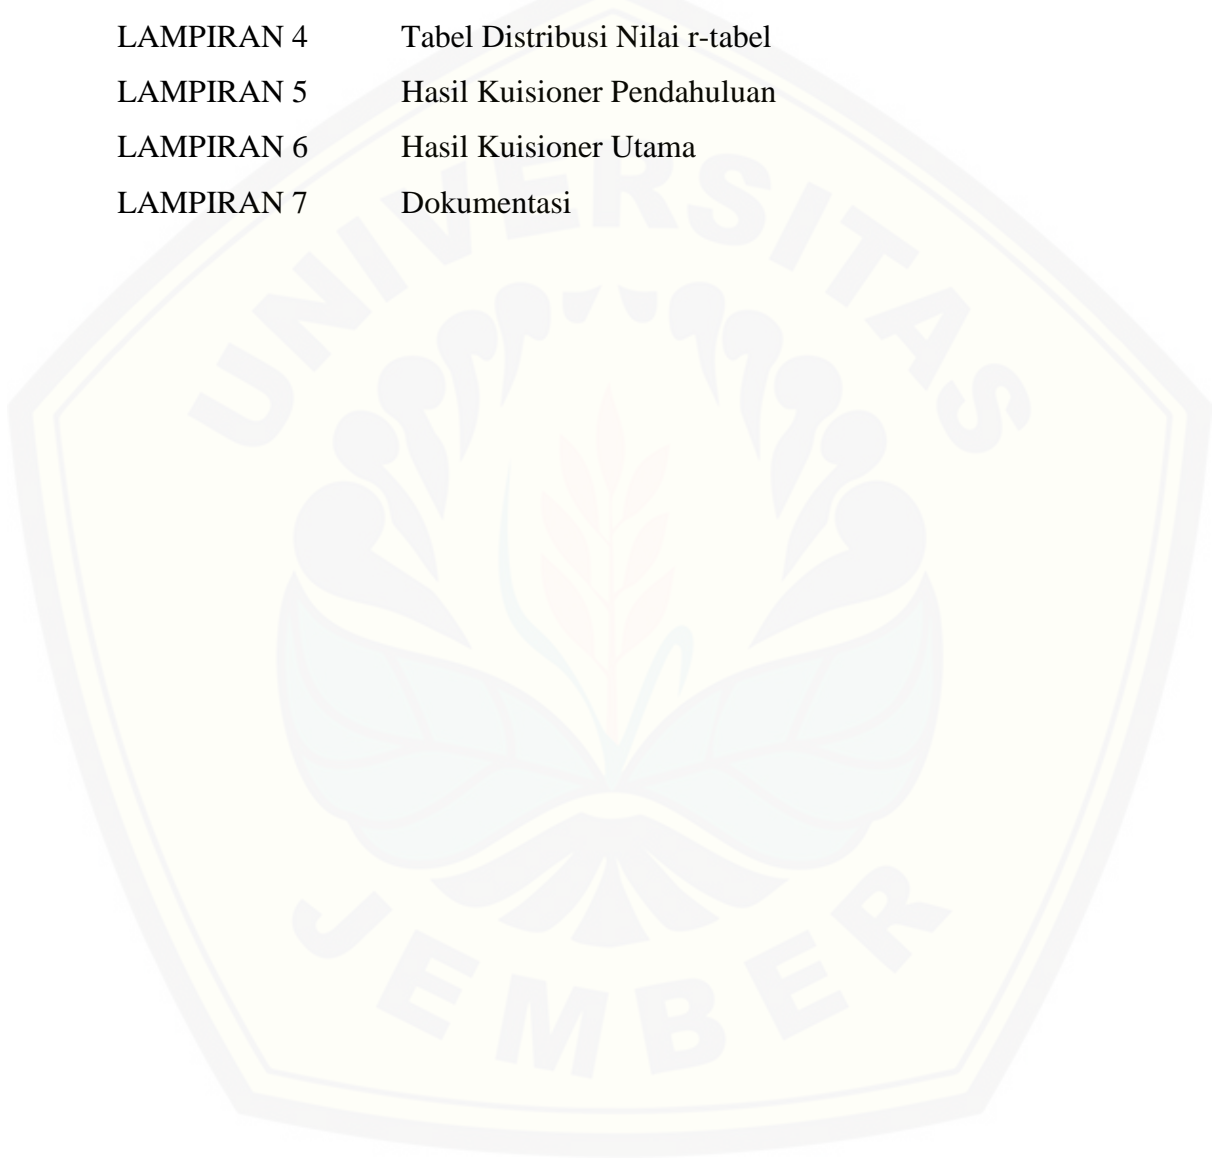 LAMPIRAN 4 Tabel Distribusi Nilai r-tabel
LAMPIRAN 5 Hasil Kuisioner Pendahuluan
LAMPIRAN 6 Hasil Kuisioner Utama
LAMPIRAN 7 Dokumentasi
UNIVERSITAS
JEMBER